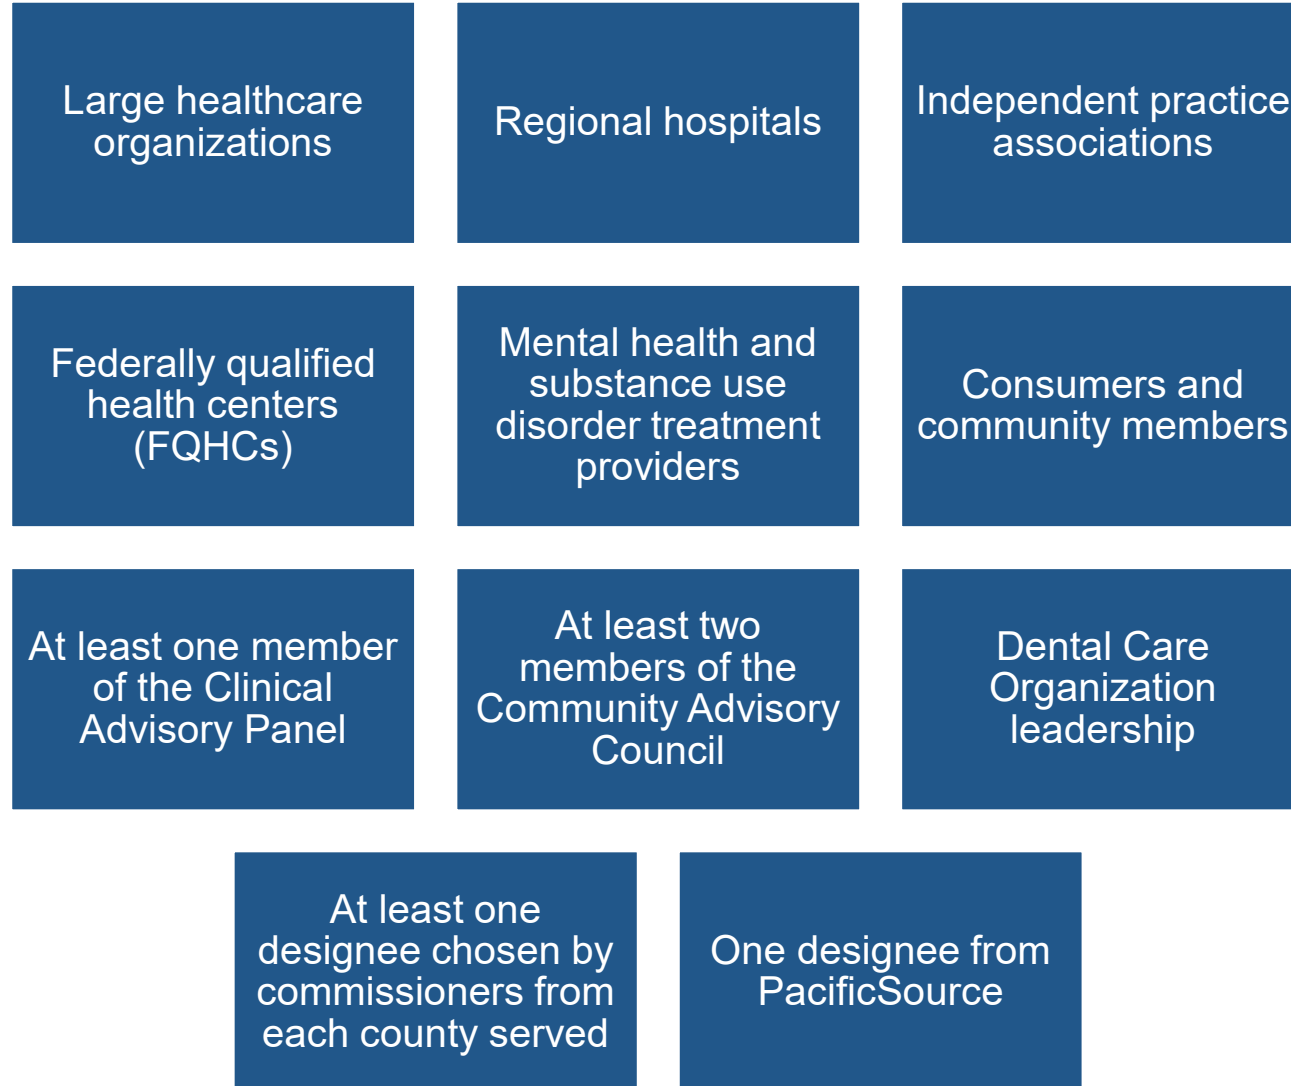 Large healthcare
organizations
Regional hospitals
Independent practice
associations
Federally qualified
health centers
(FQHCs)
Mental health and
substance use
disorder treatment
providers
Consumers and
community members
At least one member
of the Clinical
Advisory Panel
At least two
members of the
Community Advisory
Council
Dental Care
Organization
leadership
At least one
designee chosen by
commissioners from
each county served
One designee from
PacificSource